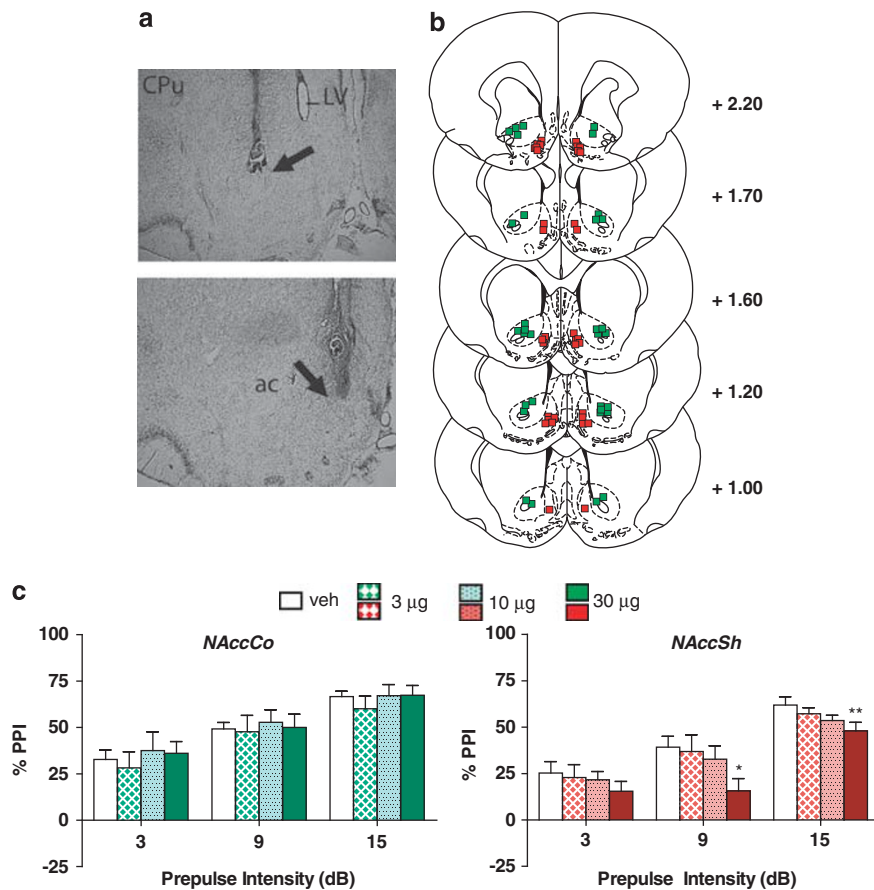 a
CPu
LV
ac
b
+ 2.20
+ 1.70
+ 1.60
+ 1.20
+ 1.00
c
veh
3 µg
10 µg
30 µg
NAccCo
% PPI
100
75
50
25
0
-25
3
9
15
Prepulse Intensity (dB)
NAccSh
% PPI
100
75
50
25
0
-25
*
**
3
9
15
Prepulse Intensity (dB)